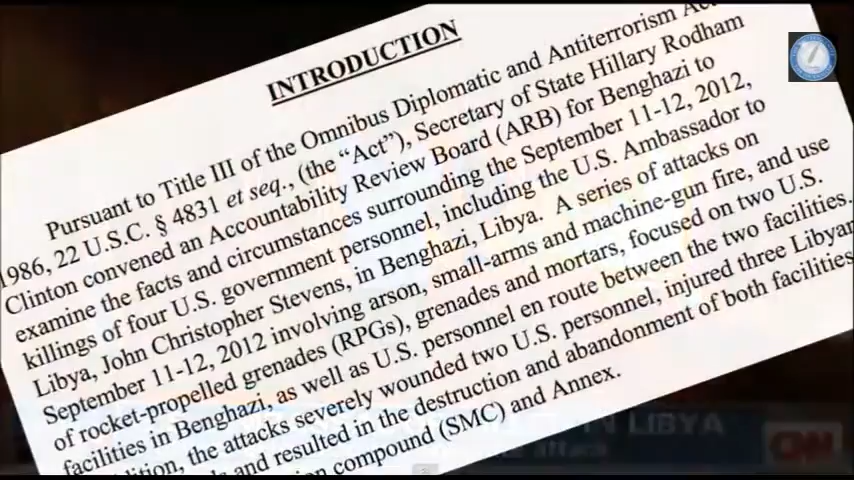 INTRODUCTION
Pursuant to Title III of the Omnibus Diplomatic and Antiterrorism Ac
1986, 22 U.S.C. § 4831 et seq., (the “Act”), Secretary of State Hillary Rodham
Clinton convened an Accountability Review Board (ARB) for Benghazi to
examine the facts and circumstances surrounding the September 11-12, 2012,
killings of four U.S. government personnel, including the U.S. Ambassador to
Libya, John Christopher Stevens, in Benghazi, Libya. A series of attacks on
September 11-12, 2012 involving arson, small-arms and machine-gun fire, and use
of rocket-propelled grenades (RPGs), grenades and mortars, focused on two U.S.
facilities in Benghazi, as well as U.S. personnel en route between the two facilities.
dition, the attacks severely wounded two U.S. personnel, injured three Libyan
and resulted in the destruction and abandonment of both facilities
compound (SMC) and Annex.
IN LIBYA
attack
CNN